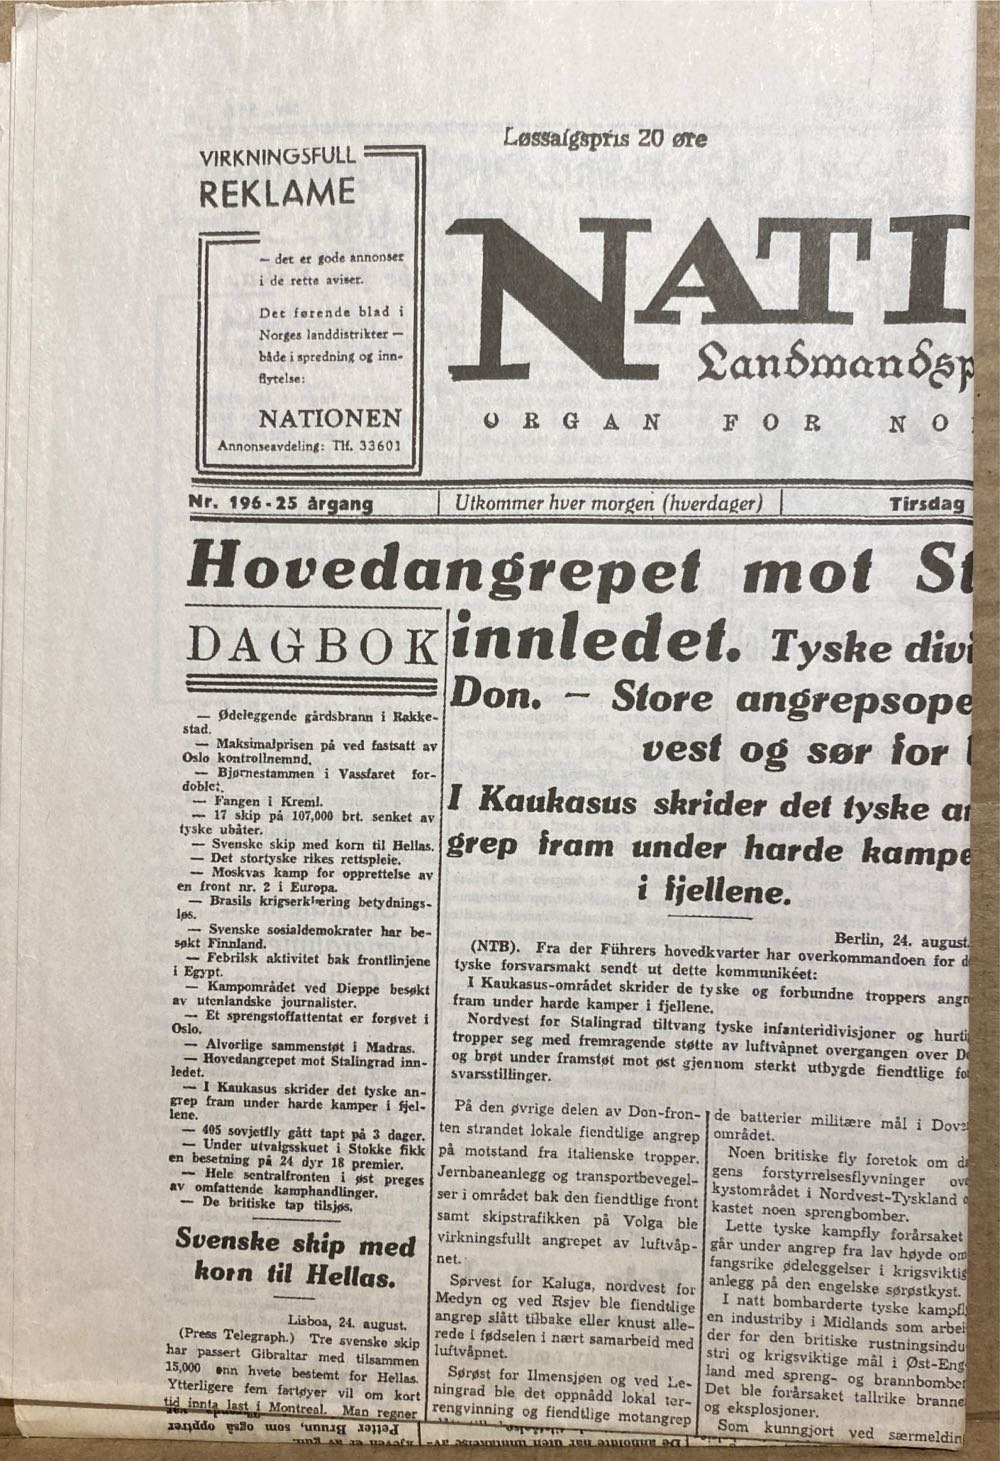 Løssalgspris 20 øre
VIRKNINGSFULL
REKLAME
— det er gode annonser
i de rette aviser.
Det førende blad i
Norges landdistrikter —
både i spredning og inn-
flytelse:
NATIONEN
Annonseavdeling: Tlf. 33601
NATI
Landmandsp
ORGAN FOR NO
Nr. 196 - 25 årgang
Utkommer hver morgen (hverdager)
Tirsdag
Hovedangrepet mot St
innledet. Tyske divi
Don. — Store angrepsope
vest og sør for
I Kaukasus skrider det tyske an
grep fram under harde kampe
i fjellene.
DAGBOK
— Ødeleggende gårdsbrann i Rakke-
stad.
— Maksimalprisen på ved fastsatt av
Oslo kontrollnemnd.
— Bjørnestammen i Vassfaret for-
doblet.
— Fangen i Kreml.
— 17 skip på 107,000 brt. senket av
tyske ubåter.
— Svenske skip med korn til Hellas.
— Det stortyske rikes rettspleie.
— Moskvas kamp for opprettelse av
en front nr. 2 i Europa.
— Brasils krigserklæring betydnings-
løs.
— Svenske sosialdemokrater har be-
søkt Finnland.
— Febrilsk aktivitet bak frontlinjene
i Egypt.
— Kampområdet ved Dieppe besøkt
av utenlandske journalister.
— Et sprengstoffattentat er forøvet i
Oslo.
— Alvorlige sammenstøt i Madras.
— Hovedangrepet mot Stalingrad inn-
ledet.
— I Kaukasus skrider det tyske an-
grep fram under harde kamper i fjel-
lene.
— 405 sovjetfly gått tapt på 3 dager.
— Under utvalgsskuet i Stokke fikk
en besetning på 24 dyr 18 premier.
— Hele sentralfronten i øst preges
av omfattende kamphandlinger.
— De britiske tap tilsjøs.
Svenske skip med
korn til Hellas.
Lisboa, 24. august.
(Press Telegraph.) Tre svenske skip
har passert Gibraltar med tilsammen
15,000 onn hvete bestemt for Hellas.
Ytterligere fem fartøyer vil om kort
tid innta last i Montreal. Man regner
Berlin, 24. august.
(NTB). Fra der Führers hovedkvarter har overkommandoen for d
tyske forsvarsmakt sendt ut dette kommunikéet:
I Kaukasus-området skrider de tyske og forbundne troppers angr
fram under harde kamper i fjellene.
Nordvest for Stalingrad tiltvang tyske infanteridivisjoner og hurti
tropper seg med fremragende støtte av luftvåpnet overgangen over D
og brøt under framstøt mot øst gjennom sterkt utbygde fiendtlige fo
svarsstillinger.
På den øvrige delen av Don-fron-
ten strandet lokale fiendtlige angrep
på motstand fra italienske tropper.
Jernbaneanlegg og transportbevegel-
ser i området bak den fiendtlige front
samt skipstrafikken på Volga ble
virkningsfullt angrepet av luftvåp-
net.
Sørvest for Kaluga, nordvest for
Medyn og ved Rsjev ble fiendtlige
angrep slått tilbake eller knust alle-
rede i fødselen i nært samarbeid med
luftvåpnet.
Sørøst for Ilmensjøen og ved Le-
ningrad ble det oppnådd lokal ter-
rengvinning og fiendtlige motangrep
de batterier militære mål i Dover
området.
Noen britiske fly foretok om da
gens forstyrrelsesflyvninger ove
kystområdet i Nordvest-Tyskland o
kastet noen sprengbomber.
Lette tyske kampfly forårsaket
går under angrep fra lav høyde om
fangsrike ødeleggelser i krigsviktig
anlegg på den engelske sørøstkyst.
I natt bombarderte tyske kampfl
en industriby i Midlands som arbei
der for den britiske rustningsindu
stri og krigsviktige mål i Øst-Eng
land med spreng- og brannbomber
Det ble forårsaket tallrike branne
og eksplosjoner.
Som kunngjort ved særmeldin
Petter Brunn, som også opptrer